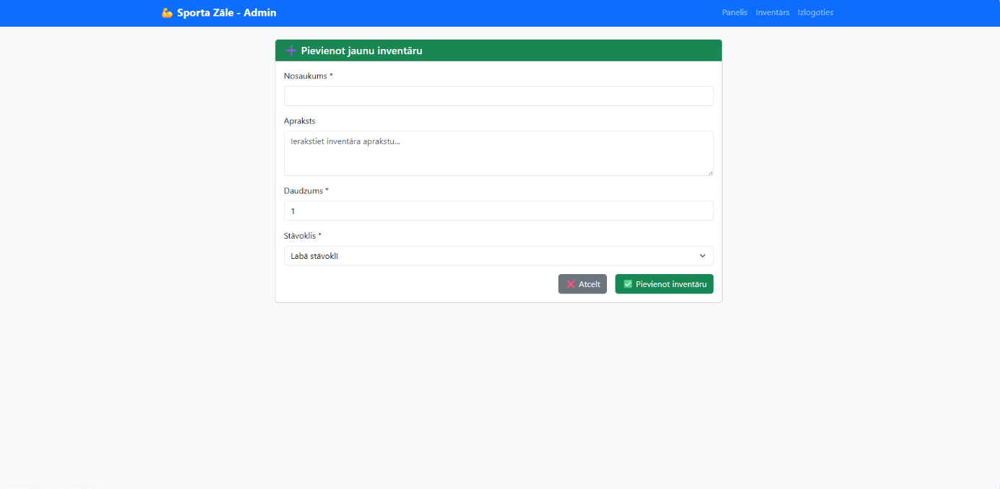 💪 Sporta Zāle - Admin
Panelis Inventārs Izlogoties
➕ Pievienot jaunu inventāru
Nosaukums *
Apraksts
Ierakstiet inventāra aprakstu...
Daudzums *
1
Stāvoklis *
Labā stāvoklī
❌ Atcelt
✅ Pievienot inventāru